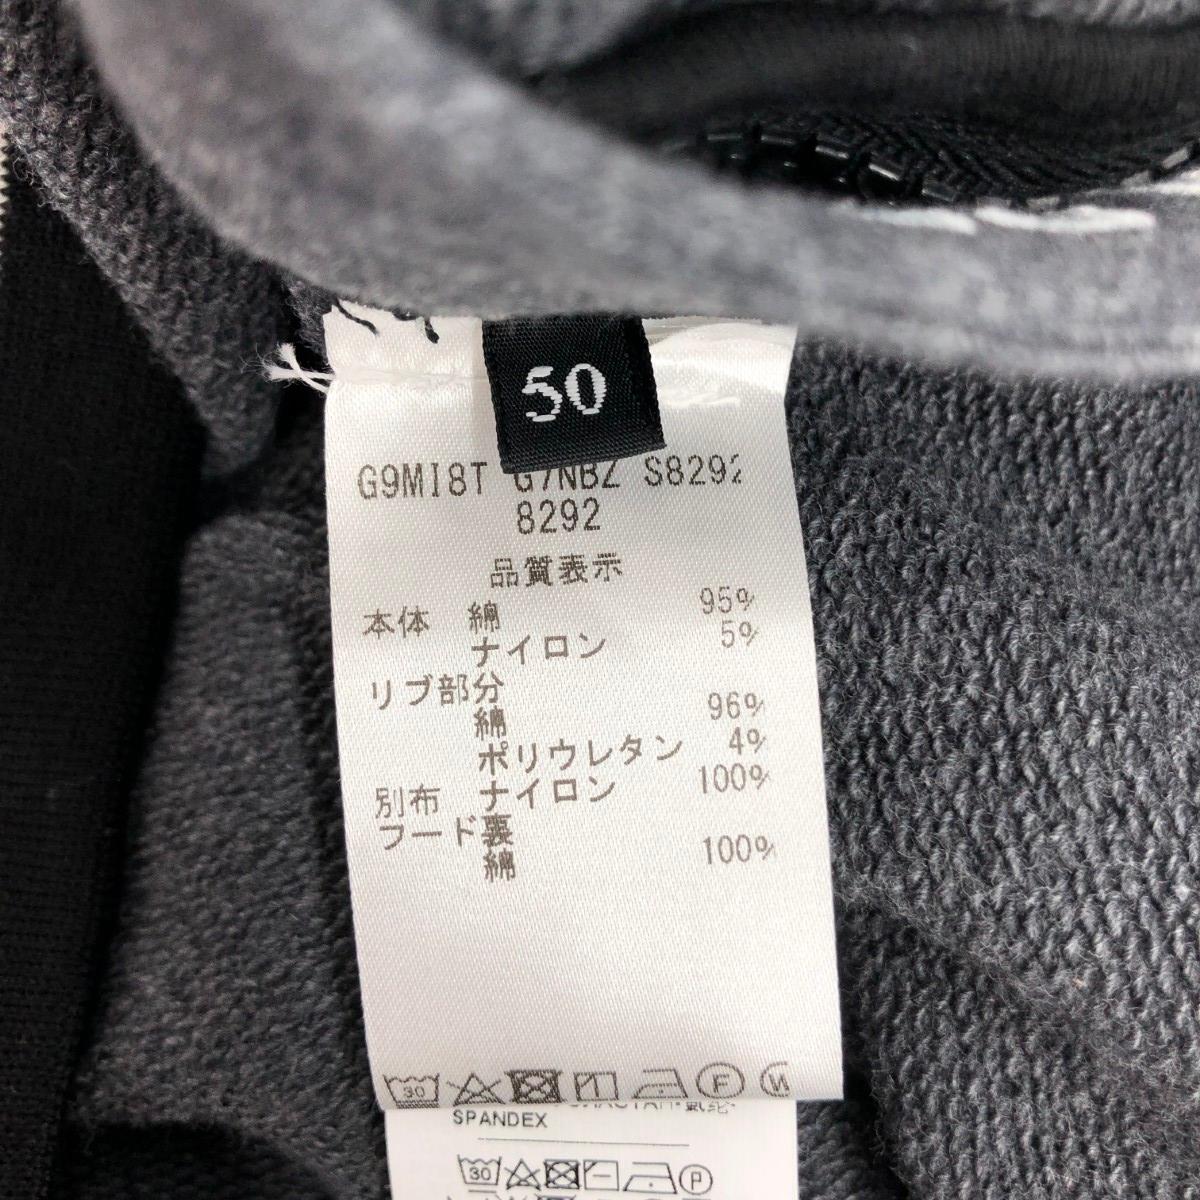 50
G9MI8T G7NBZ S8292
8292
品質表示
本体 綿 95%
ナイロン 5%
リブ部分
綿 96%
ポリウレタン 4%
別布 ナイロン 100%
フード裏
綿 100%
30 F W
SPANDEX
30 P